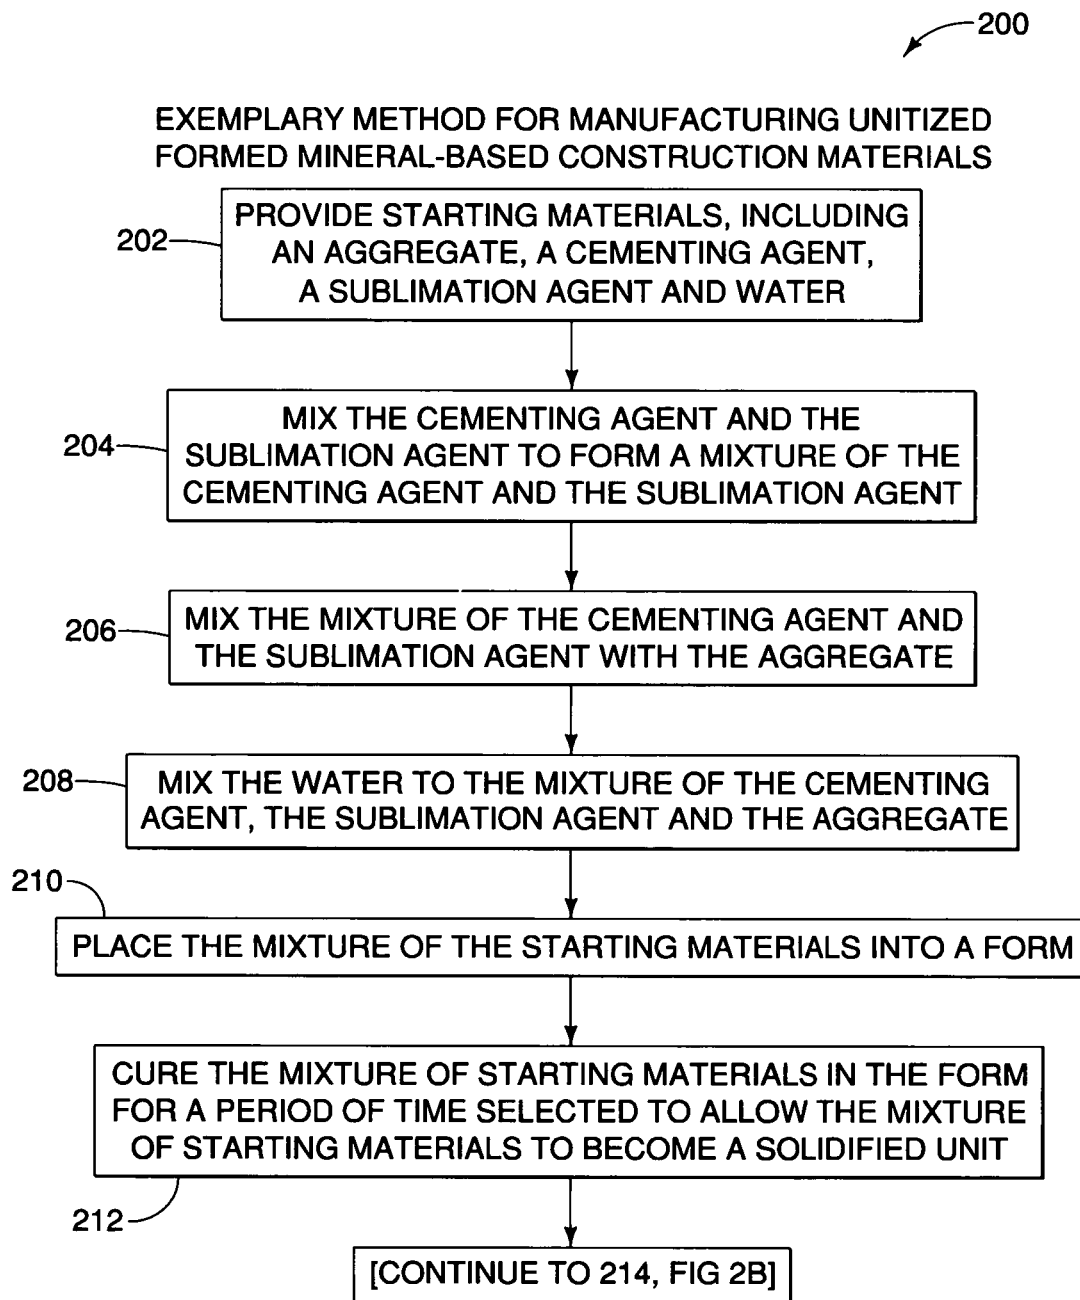 200
EXEMPLARY METHOD FOR MANUFACTURING UNITIZED
FORMED MINERAL-BASED CONSTRUCTION MATERIALS
202
PROVIDE STARTING MATERIALS, INCLUDING
AN AGGREGATE, A CEMENTING AGENT,
A SUBLIMATION AGENT AND WATER
204
MIX THE CEMENTING AGENT AND THE
SUBLIMATION AGENT TO FORM A MIXTURE OF THE
CEMENTING AGENT AND THE SUBLIMATION AGENT
206
MIX THE MIXTURE OF THE CEMENTING AGENT AND
THE SUBLIMATION AGENT WITH THE AGGREGATE
208
MIX THE WATER TO THE MIXTURE OF THE CEMENTING
AGENT, THE SUBLIMATION AGENT AND THE AGGREGATE
210
PLACE THE MIXTURE OF THE STARTING MATERIALS INTO A FORM
CURE THE MIXTURE OF STARTING MATERIALS IN THE FORM
FOR A PERIOD OF TIME SELECTED TO ALLOW THE MIXTURE
OF STARTING MATERIALS TO BECOME A SOLIDIFIED UNIT
212
[CONTINUE TO 214, FIG 2B]